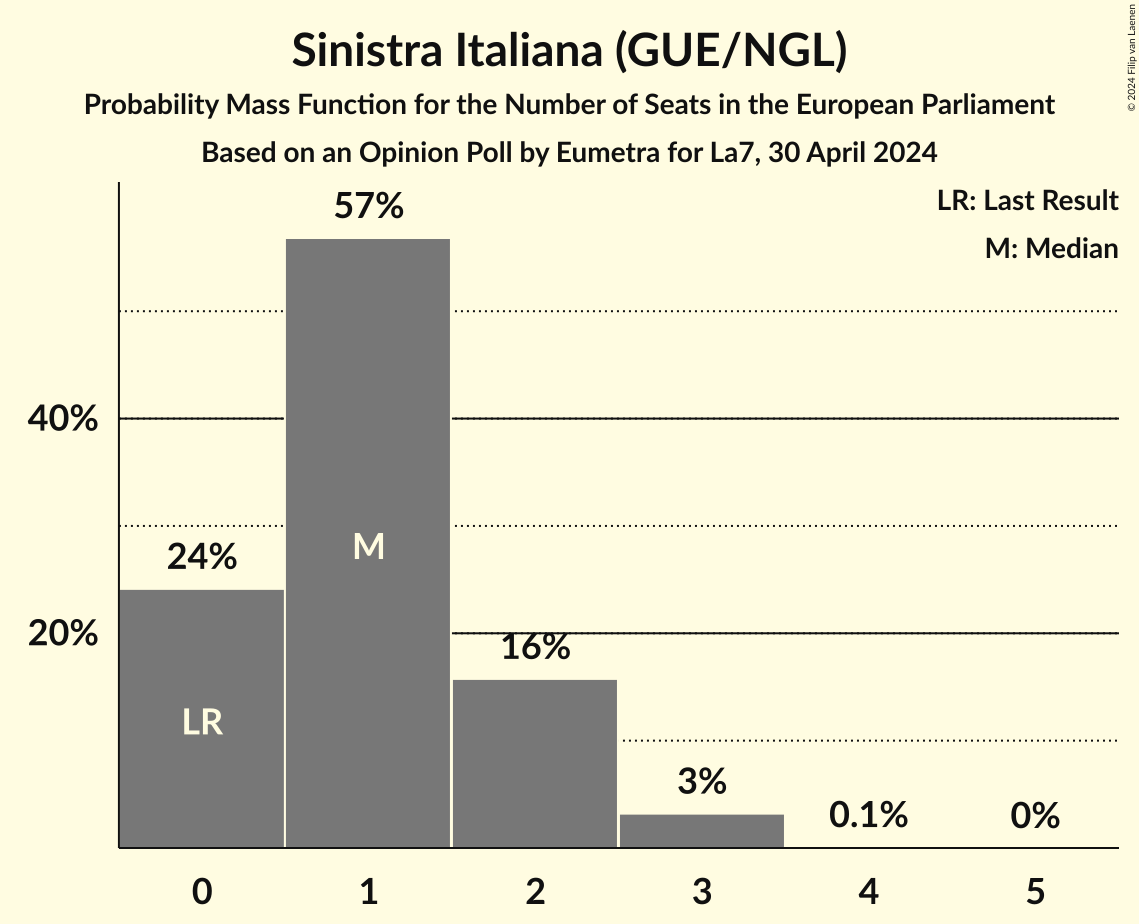 Sinistra Italiana (GUE/NGL)
Probability Mass Function for the Number of Seats in the European Parliament
Based on an Opinion Poll by Eumetra for La7, 30 April 2024
© 2024 Filip van Laenen
LR: Last Result
M: Median
57%
40%
M
24%
20%
16%
LR
3%
0.1%
0%
0 1 2 3 4 5